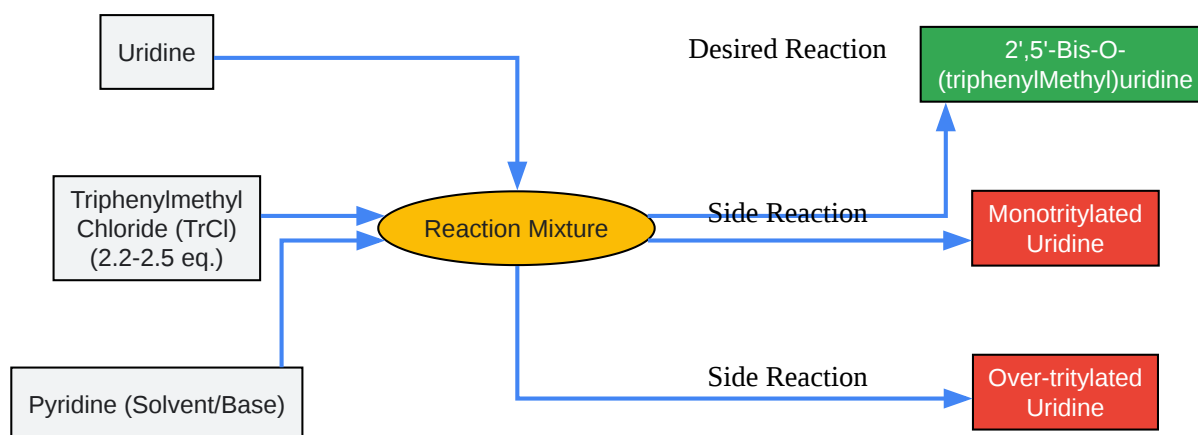 Uridine
Desired Reaction
2',5'-Bis-O-
(triphenylMethyl)uridine
Triphenylmethyl
Chloride (TrCl)
(2.2-2.5 eq.)
Reaction Mixture
Side Reaction
Monotritylated
Uridine
Pyridine (Solvent/Base)
Side Reaction
Over-tritylated
Uridine